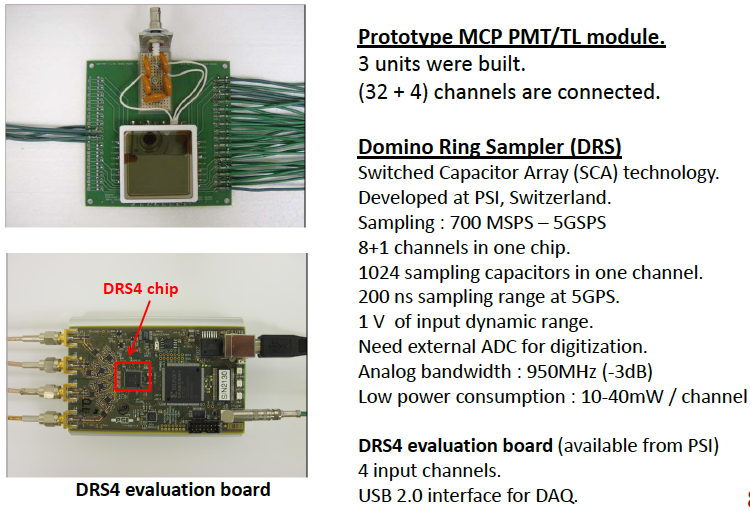 Prototype MCP PMT/TL module.
3 units were built.
(32 + 4) channels are connected.
Domino Ring Sampler (DRS)
Switched Capacitor Array (SCA) technology.
Developed at PSI, Switzerland.
Sampling : 700 MSPS – 5GSPS
8+1 channels in one chip.
1024 sampling capacitors in one channel.
200 ns sampling range at 5GPS.
1 V of input dynamic range.
Need external ADC for digitization.
Analog bandwidth : 950MHz (-3dB)
Low power consumption : 10-40mW / channel
DRS4 evaluation board (available from PSI)
4 input channels.
USB 2.0 interface for DAQ.
DRS4 chip
S/N2130
DRS4 evaluation board